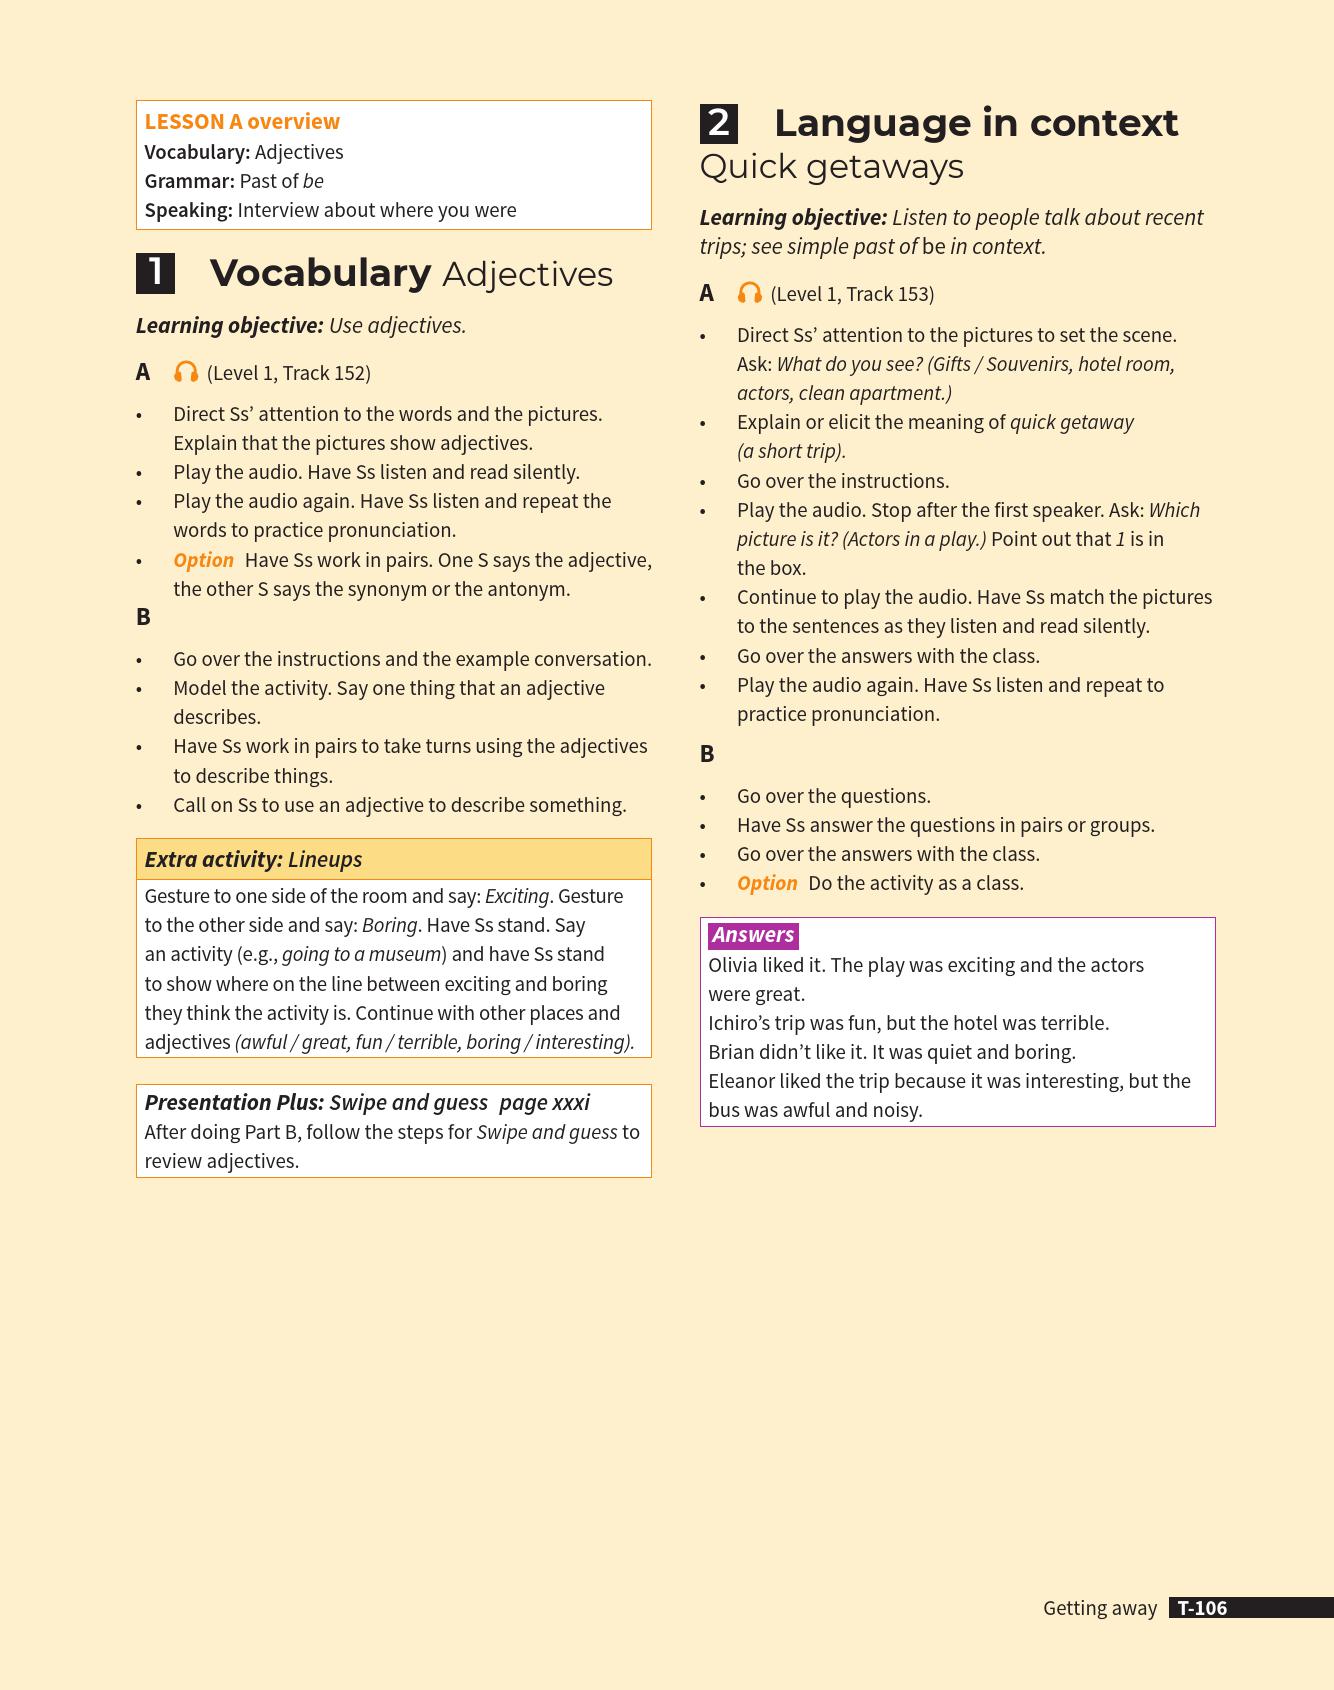 LESSON A overview
Vocabulary: Adjectives
Grammar: Past of be
Speaking: Interview about where you were
1 Vocabulary Adjectives
Learning objective: Use adjectives.
A (Level 1, Track 152)
• Direct Ss’ attention to the words and the pictures.
Explain that the pictures show adjectives.
• Play the audio. Have Ss listen and read silently.
• Play the audio again. Have Ss listen and repeat the
words to practice pronunciation.
• Option Have Ss work in pairs. One S says the adjective,
the other S says the synonym or the antonym.
B
• Go over the instructions and the example conversation.
• Model the activity. Say one thing that an adjective
describes.
• Have Ss work in pairs to take turns using the adjectives
to describe things.
• Call on Ss to use an adjective to describe something.
Extra activity: Lineups
Gesture to one side of the room and say: Exciting. Gesture
to the other side and say: Boring. Have Ss stand. Say
an activity (e.g., going to a museum) and have Ss stand
to show where on the line between exciting and boring
they think the activity is. Continue with other places and
adjectives (awful / great, fun / terrible, boring / interesting).
Presentation Plus: Swipe and guess page xxxi
After doing Part B, follow the steps for Swipe and guess to
review adjectives.
2 Language in context
Quick getaways
Learning objective: Listen to people talk about recent
trips; see simple past of be in context.
A (Level 1, Track 153)
• Direct Ss’ attention to the pictures to set the scene.
Ask: What do you see? (Gifts / Souvenirs, hotel room,
actors, clean apartment.)
• Explain or elicit the meaning of quick getaway
(a short trip).
• Go over the instructions.
• Play the audio. Stop after the first speaker. Ask: Which
picture is it? (Actors in a play.) Point out that 1 is in
the box.
• Continue to play the audio. Have Ss match the pictures
to the sentences as they listen and read silently.
• Go over the answers with the class.
• Play the audio again. Have Ss listen and repeat to
practice pronunciation.
B
• Go over the questions.
• Have Ss answer the questions in pairs or groups.
• Go over the answers with the class.
• Option Do the activity as a class.
Answers
Olivia liked it. The play was exciting and the actors
were great.
Ichiro’s trip was fun, but the hotel was terrible.
Brian didn’t like it. It was quiet and boring.
Eleanor liked the trip because it was interesting, but the
bus was awful and noisy.
Getting away T-106